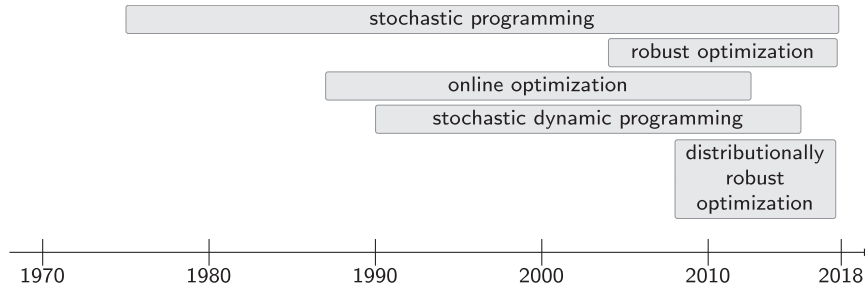 stochastic programming
robust optimization
online optimization
stochastic dynamic programming
distributionally
robust
optimization
1970 1980 1990 2000 2010 2018